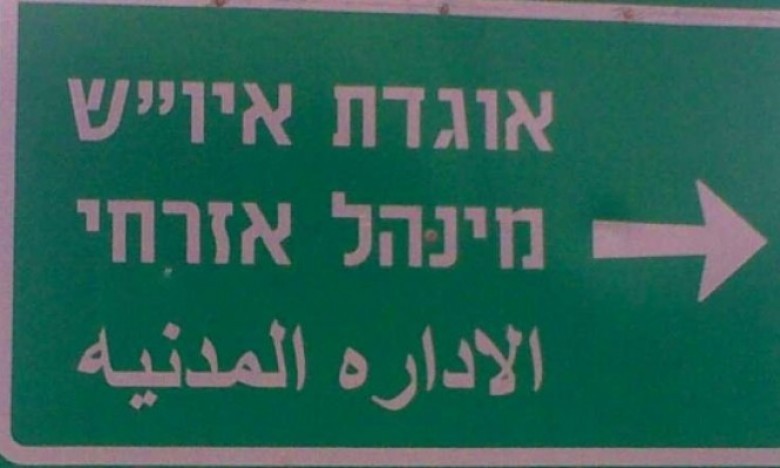 אוגדת איו״ש
מינהל אזרחי
الاداره المدنيه